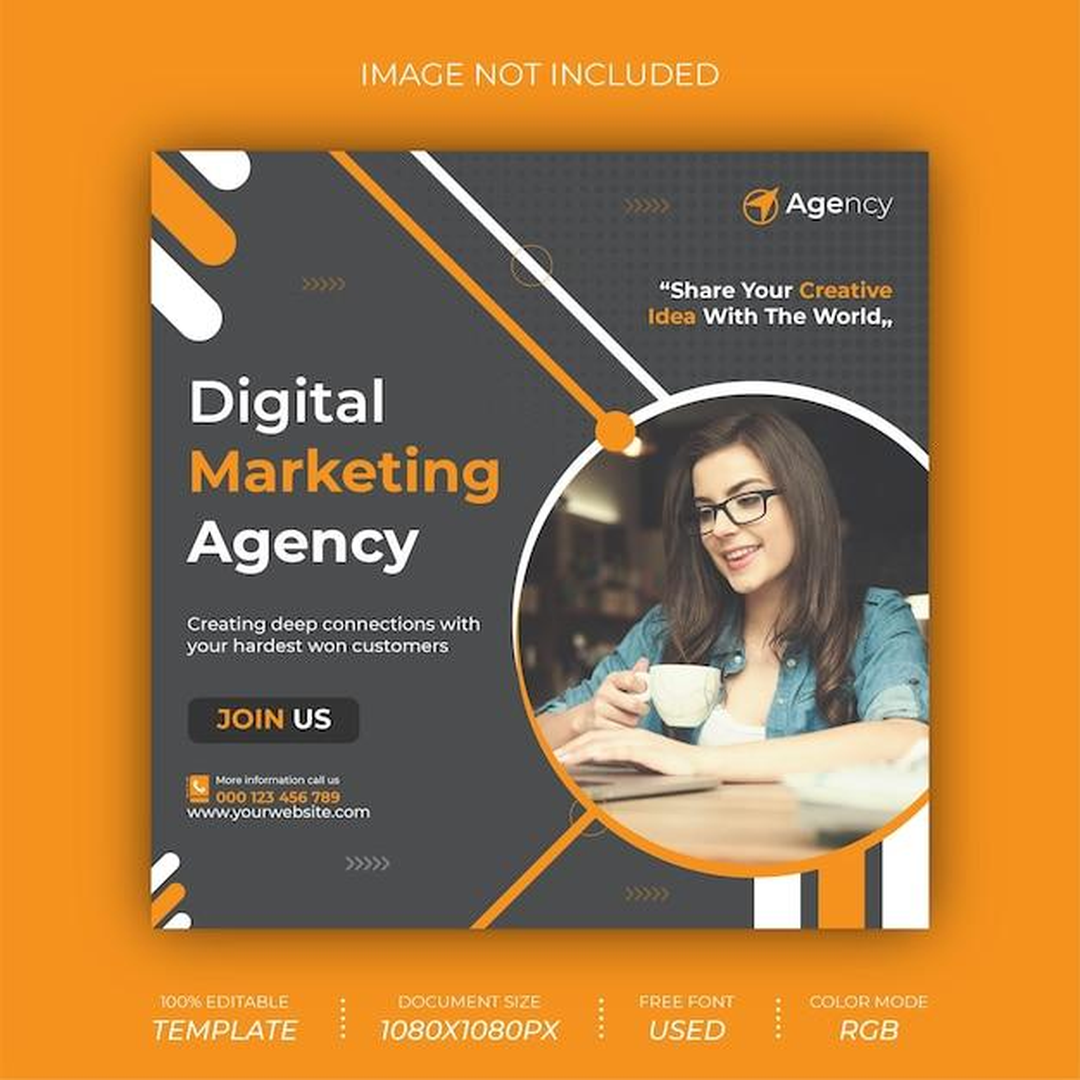 IMAGE NOT INCLUDED
Agency
“Share Your Creative
Idea With The World„
Digital
Marketing
Agency
Creating deep connections with
your hardest won customers
JOIN US
More information call us
000 123 456 789
www.yourwebsite.com
100% EDITABLE
TEMPLATE
DOCUMENT SIZE
1080X1080PX
FREE FONT
USED
COLOR MODE
RGB